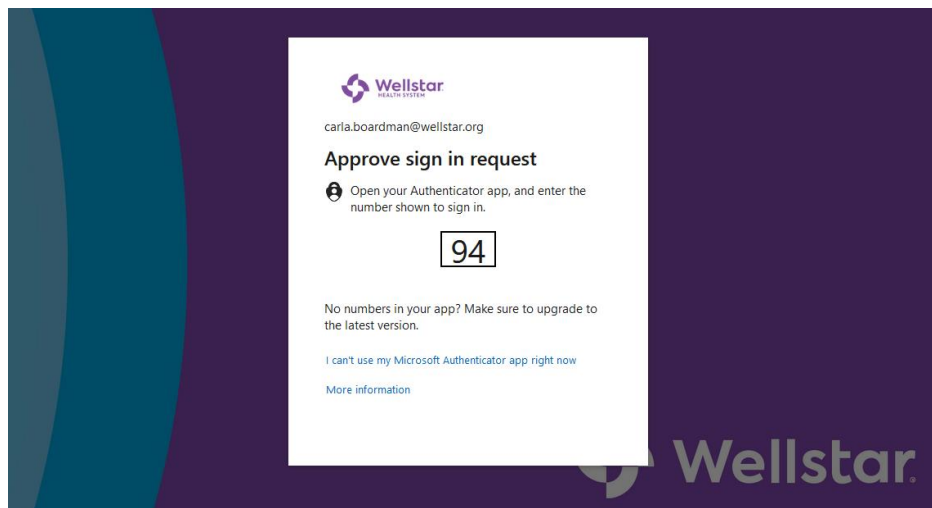 Wellstar
HEALTH SYSTEM
carla.boardman@wellstar.org
Approve sign in request
Open your Authenticator app, and enter the
number shown to sign in.
94
No numbers in your app? Make sure to upgrade to
the latest version.
I can't use my Microsoft Authenticator app right now
More information
Wellstar®